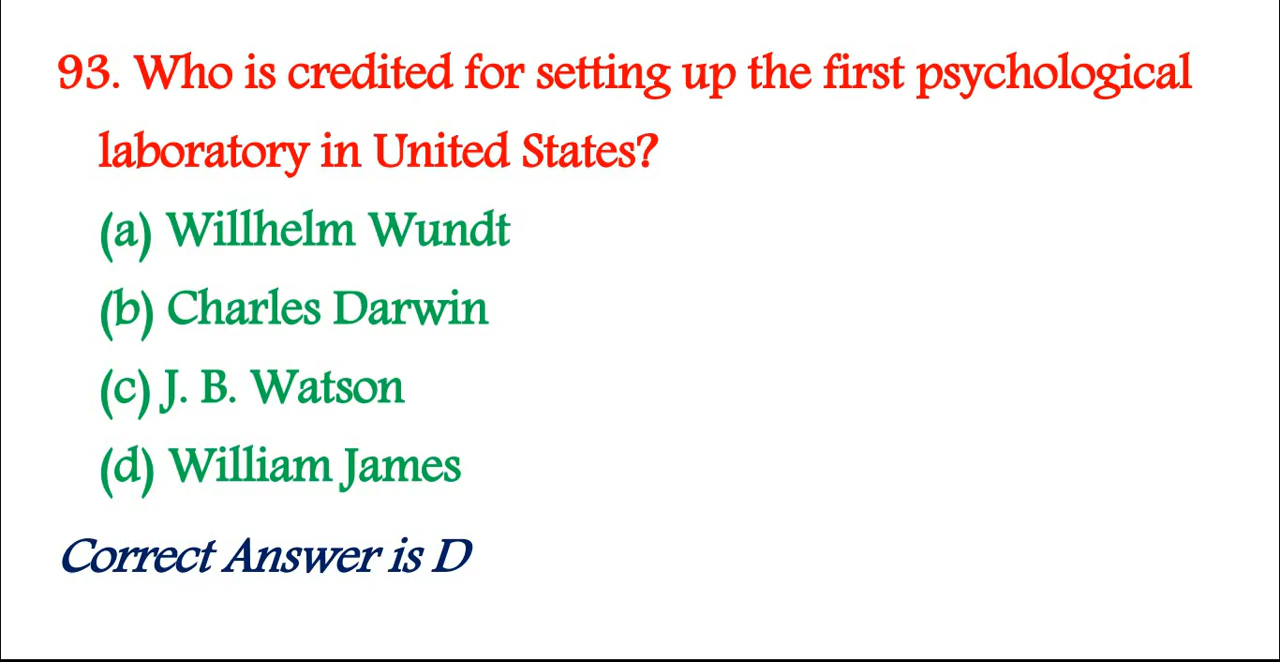 93. Who is credited for setting up the first psychological
laboratory in United States?
(a) Willhelm Wundt
(b) Charles Darwin
(c) J. B. Watson
(d) William James
Correct Answer is D